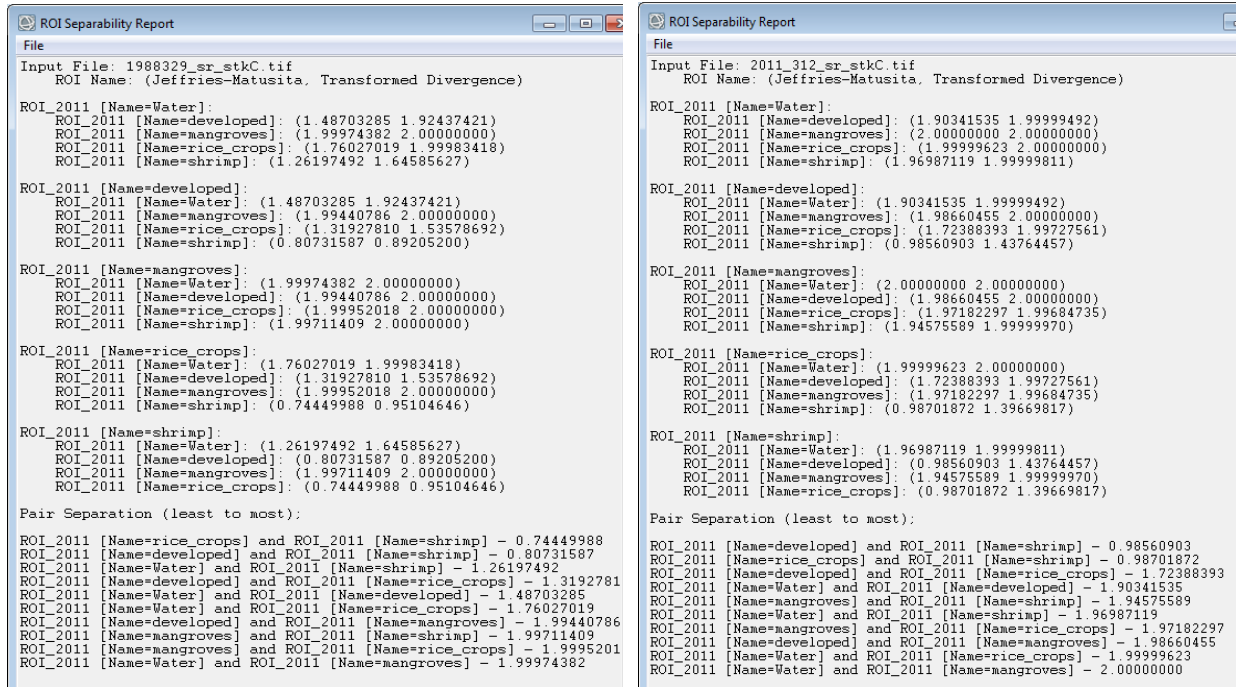 ROI Separability Report
File
Input File: 1988329_sr_stkC.tif
ROI Name: (Jeffries-Matusita, Transformed Divergence)
ROI_2011 [Name=Water]:
ROI_2011 [Name=developed]: (1.48703285 1.92437421)
ROI_2011 [Name=mangroves]: (1.99974382 2.00000000)
ROI_2011 [Name=rice_crops]: (1.76027019 1.99983418)
ROI_2011 [Name=shrimp]: (1.26197492 1.64585627)
ROI_2011 [Name=developed]:
ROI_2011 [Name=Water]: (1.48703285 1.92437421)
ROI_2011 [Name=mangroves]: (1.99440786 2.00000000)
ROI_2011 [Name=rice_crops]: (1.31927810 1.53578692)
ROI_2011 [Name=shrimp]: (0.80731587 0.89205200)
ROI_2011 [Name=mangroves]:
ROI_2011 [Name=Water]: (1.99974382 2.00000000)
ROI_2011 [Name=developed]: (1.99440786 2.00000000)
ROI_2011 [Name=rice_crops]: (1.99952018 2.00000000)
ROI_2011 [Name=shrimp]: (1.99711409 2.00000000)
ROI_2011 [Name=rice_crops]:
ROI_2011 [Name=Water]: (1.76027019 1.99983418)
ROI_2011 [Name=developed]: (1.31927810 1.53578692)
ROI_2011 [Name=mangroves]: (1.99952018 2.00000000)
ROI_2011 [Name=shrimp]: (0.74449988 0.95104646)
ROI_2011 [Name=shrimp]:
ROI_2011 [Name=Water]: (1.26197492 1.64585627)
ROI_2011 [Name=developed]: (0.80731587 0.89205200)
ROI_2011 [Name=mangroves]: (1.99711409 2.00000000)
ROI_2011 [Name=rice_crops]: (0.74449988 0.95104646)
Pair Separation (least to most);
ROI_2011 [Name=rice_crops] and ROI_2011 [Name=shrimp] - 0.74449988
ROI_2011 [Name=developed] and ROI_2011 [Name=shrimp] - 0.80731587
ROI_2011 [Name=Water] and ROI_2011 [Name=shrimp] - 1.26197492
ROI_2011 [Name=developed] and ROI_2011 [Name=rice_crops] - 1.3192781
ROI_2011 [Name=Water] and ROI_2011 [Name=developed] - 1.48703285
ROI_2011 [Name=Water] and ROI_2011 [Name=rice_crops] - 1.76027019
ROI_2011 [Name=developed] and ROI_2011 [Name=mangroves] - 1.99440786
ROI_2011 [Name=mangroves] and ROI_2011 [Name=shrimp] - 1.99711409
ROI_2011 [Name=mangroves] and ROI_2011 [Name=rice_crops] - 1.9995201
ROI_2011 [Name=Water] and ROI_2011 [Name=mangroves] - 1.99974382
ROI Separability Report
File
Input File: 2011_312_sr_stkC.tif
ROI Name: (Jeffries-Matusita, Transformed Divergence)
ROI_2011 [Name=Water]:
ROI_2011 [Name=developed]: (1.90341535 1.99999492)
ROI_2011 [Name=mangroves]: (2.00000000 2.00000000)
ROI_2011 [Name=rice_crops]: (1.99999623 2.00000000)
ROI_2011 [Name=shrimp]: (1.96987119 1.99999811)
ROI_2011 [Name=developed]:
ROI_2011 [Name=Water]: (1.90341535 1.99999492)
ROI_2011 [Name=mangroves]: (1.98660455 2.00000000)
ROI_2011 [Name=rice_crops]: (1.72388393 1.99727561)
ROI_2011 [Name=shrimp]: (0.98560903 1.43764457)
ROI_2011 [Name=mangroves]:
ROI_2011 [Name=Water]: (2.00000000 2.00000000)
ROI_2011 [Name=developed]: (1.98660455 2.00000000)
ROI_2011 [Name=rice_crops]: (1.97182297 1.99684735)
ROI_2011 [Name=shrimp]: (1.94575589 1.99999970)
ROI_2011 [Name=rice_crops]:
ROI_2011 [Name=Water]: (1.99999623 2.00000000)
ROI_2011 [Name=developed]: (1.72388393 1.99727561)
ROI_2011 [Name=mangroves]: (1.97182297 1.99684735)
ROI_2011 [Name=shrimp]: (0.98701872 1.39669817)
ROI_2011 [Name=shrimp]:
ROI_2011 [Name=Water]: (1.96987119 1.99999811)
ROI_2011 [Name=developed]: (0.98560903 1.43764457)
ROI_2011 [Name=mangroves]: (1.94575589 1.99999970)
ROI_2011 [Name=rice_crops]: (0.98701872 1.39669817)
Pair Separation (least to most);
ROI_2011 [Name=developed] and ROI_2011 [Name=shrimp] - 0.98560903
ROI_2011 [Name=rice_crops] and ROI_2011 [Name=shrimp] - 0.98701872
ROI_2011 [Name=developed] and ROI_2011 [Name=rice_crops] - 1.72388393
ROI_2011 [Name=Water] and ROI_2011 [Name=developed] - 1.90341535
ROI_2011 [Name=mangroves] and ROI_2011 [Name=shrimp] - 1.94575589
ROI_2011 [Name=Water] and ROI_2011 [Name=shrimp] - 1.96987119
ROI_2011 [Name=mangroves] and ROI_2011 [Name=rice_crops] - 1.97182297
ROI_2011 [Name=developed] and ROI_2011 [Name=mangroves] - 1.98660455
ROI_2011 [Name=Water] and ROI_2011 [Name=rice_crops] - 1.99999623
ROI_2011 [Name=Water] and ROI_2011 [Name=mangroves] - 2.00000000